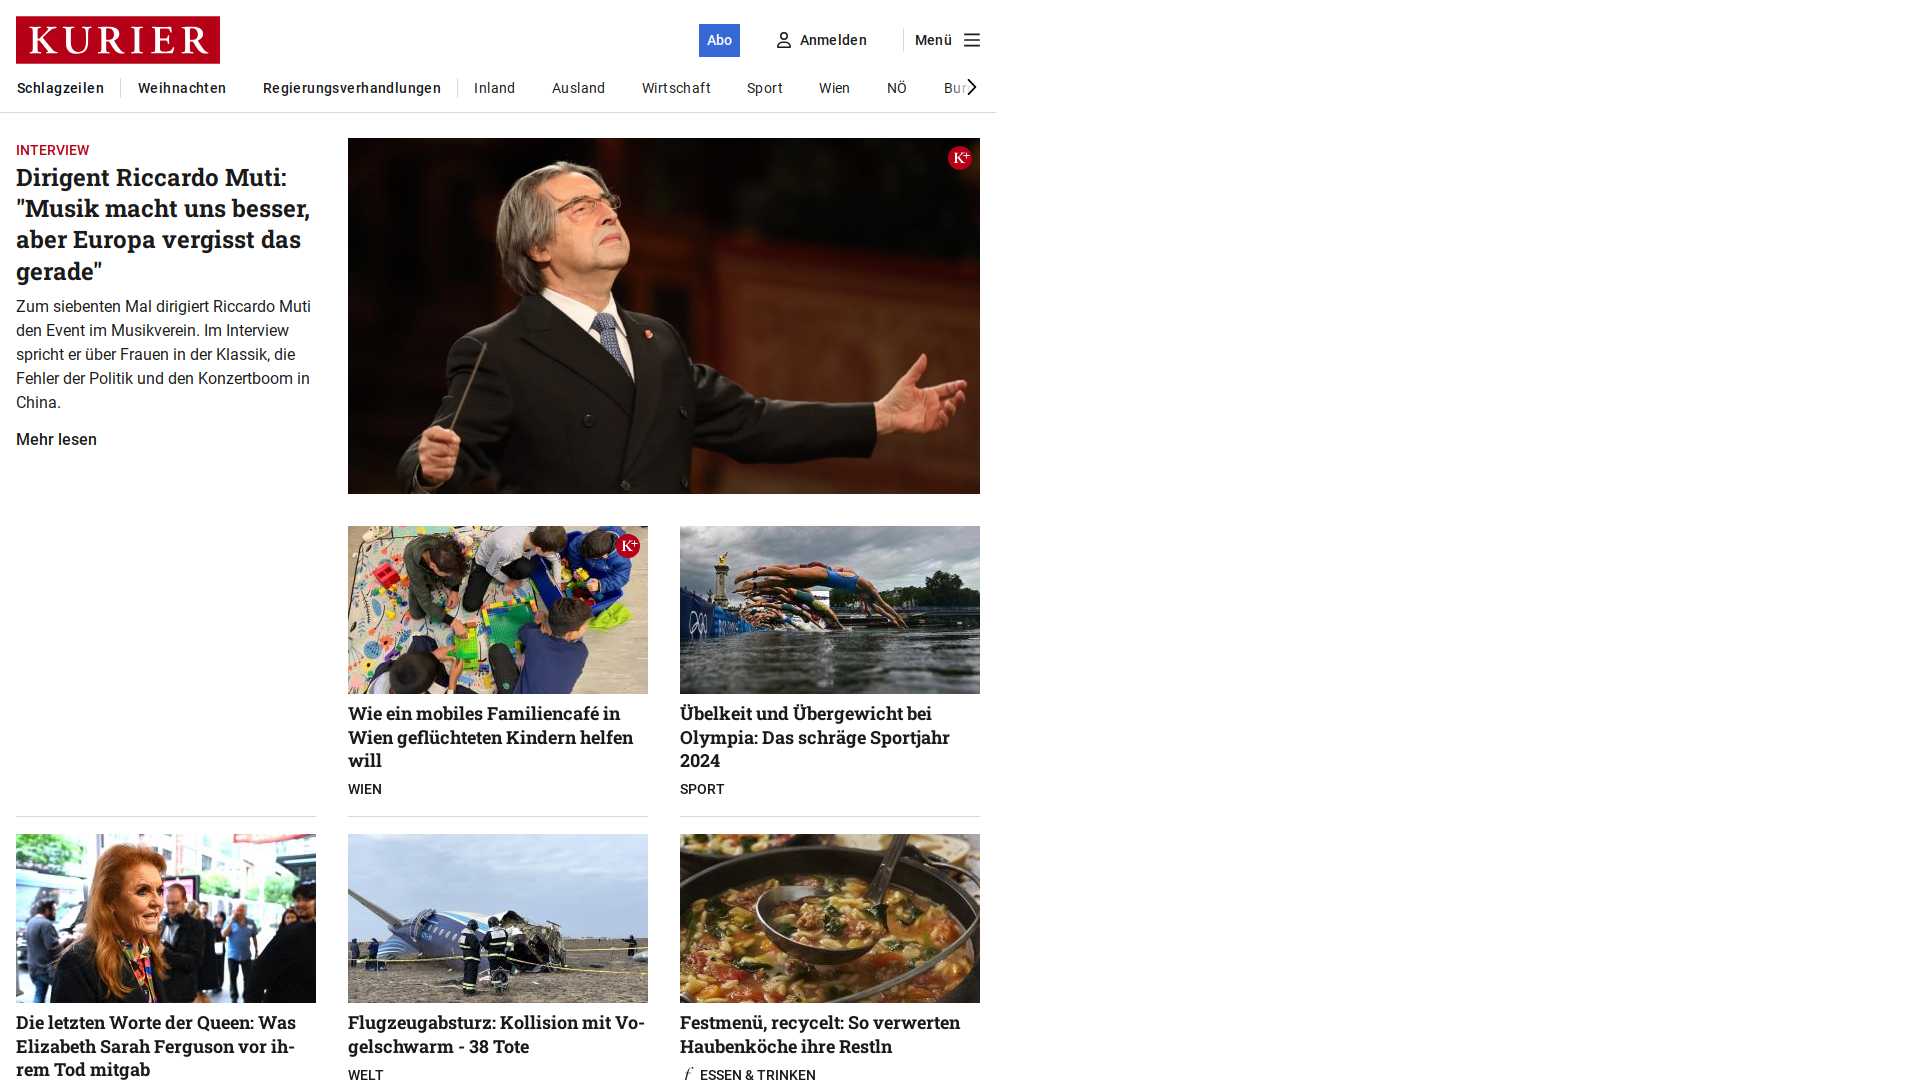 KURIER
Abo
Anmelden
Menü
Schlagzeilen
Weihnachten
Regierungsverhandlungen
Inland
Ausland
Wirtschaft
Sport
Wien
NÖ
INTERVIEW
Dirigent Riccardo Muti:
"Musik macht uns besser,
aber Europa vergisst das
gerade"
Zum siebenten Mal dirigiert Riccardo Muti
den Event im Musikverein. Im Interview
spricht er über Frauen in der Klassik, die
Fehler der Politik und den Konzertboom in
China.
Mehr lesen
K+
K+
Wie ein mobiles Familiencafé in
Wien geflüchteten Kindern helfen
will
WIEN
Übelkeit und Übergewicht bei
Olympia: Das schräge Sportjahr
2024
SPORT
Die letzten Worte der Queen: Was
Elizabeth Sarah Ferguson vor ih-
rem Tod mitgab
Flugzeugabsturz: Kollision mit Vo-
gelschwarm - 38 Tote
WELT
Festmenü, recycelt: So verwerten
Haubenköche ihre Restln
f ESSEN & TRINKEN